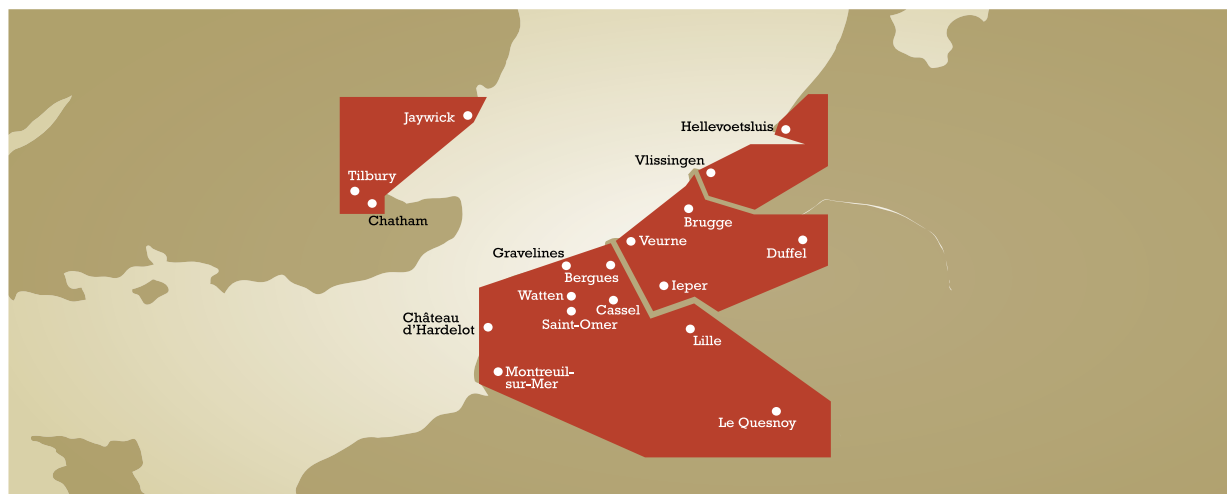 Jaywick
Hellevoetsluis
Vlissingen
Tilbury
Chatham
Brugge
Veurne
Duffel
Gravelines
Bergues
Ieper
Watten
Cassel
Saint-Omer
Château
d'Hardelot
Lille
Montreuil-
sur-Mer
Le Quesnoy